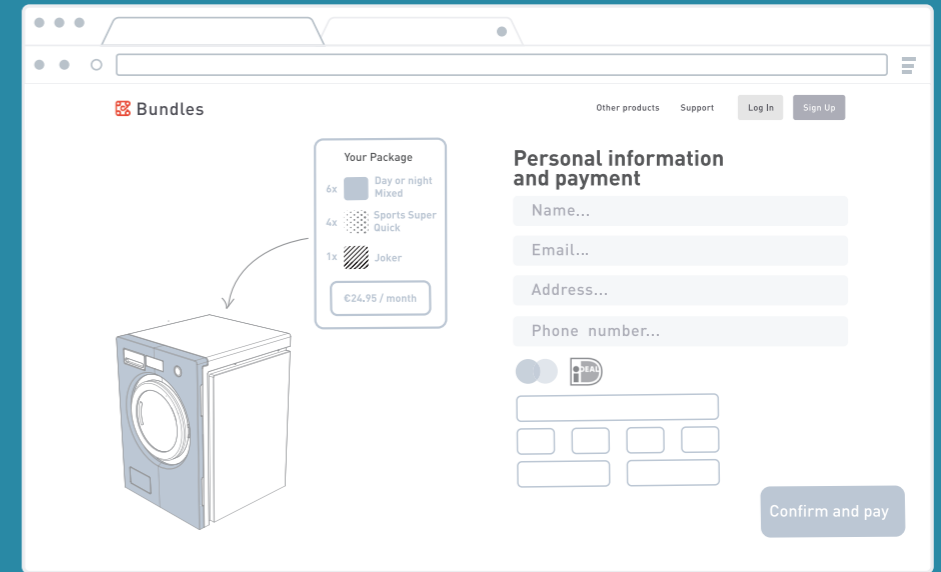 Bundles
Other products
Support
Log In
Sign Up
Your Package
6x
Day or night
Mixed
4x
Sports Super
Quick
1x
Joker
€24.95 / month
Personal information
and payment
Name...
Email...
Address...
Phone number...
iDEAL
Confirm and pay